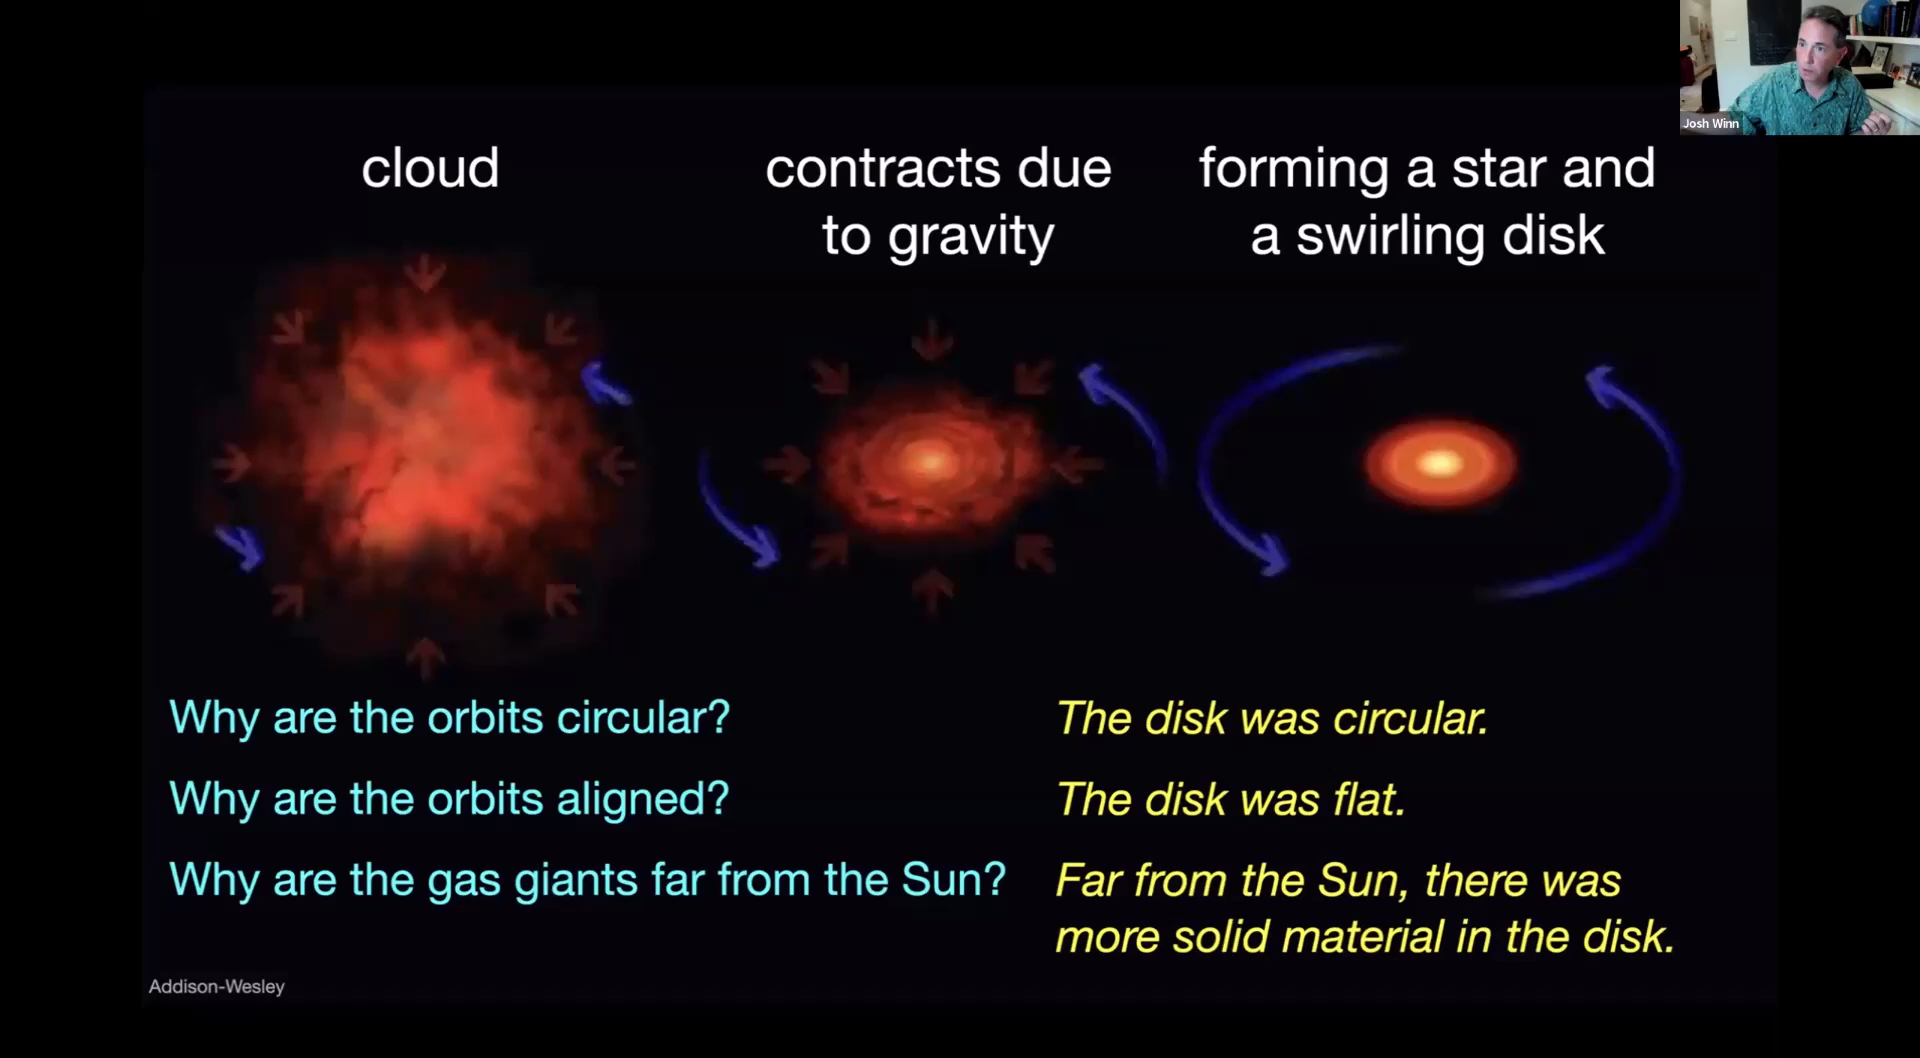 Josh Winn
cloud
contracts due
to gravity
forming a star and
a swirling disk
Why are the orbits circular?
The disk was circular.
Why are the orbits aligned?
The disk was flat.
Why are the gas giants far from the Sun?
Far from the Sun, there was
more solid material in the disk.
Addison-Wesley